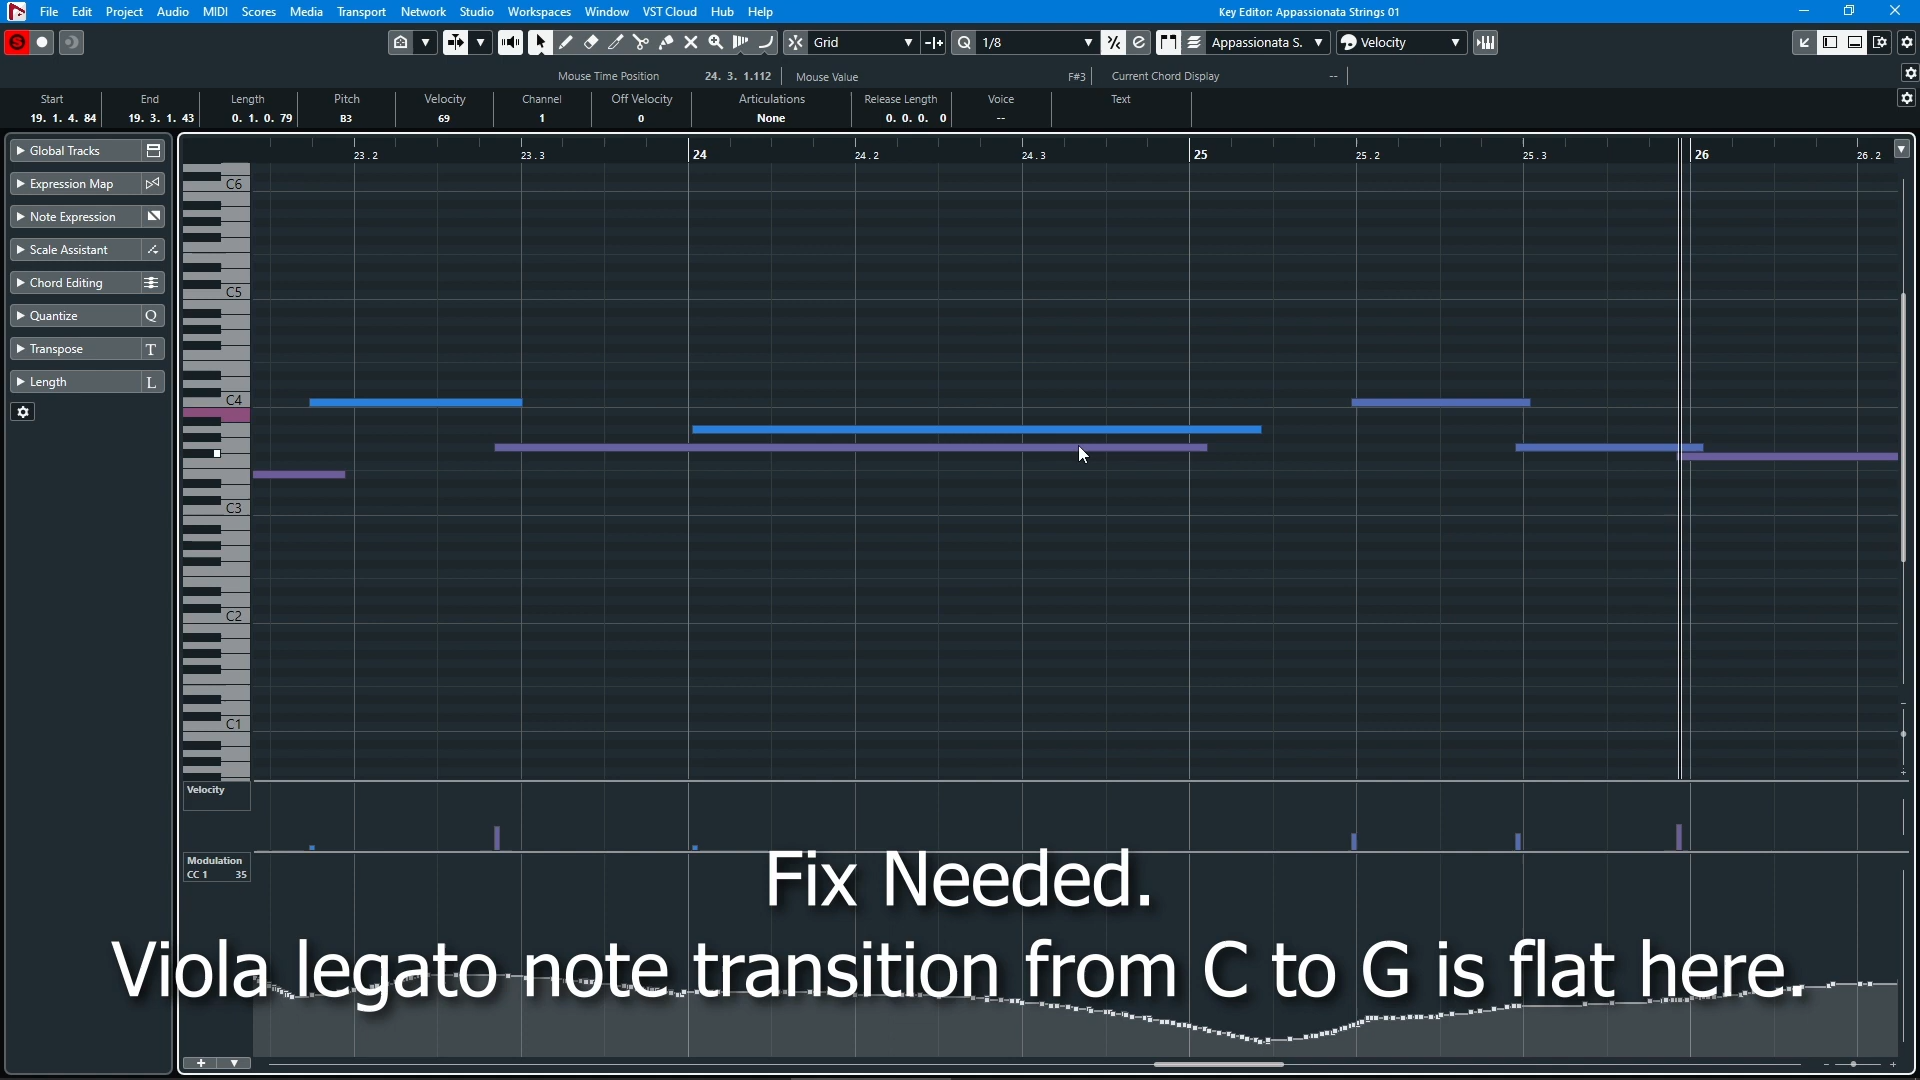 File Edit Project Audio MIDI Scores Media Transport Network Studio Workspaces Window VST Cloud Hub Help
Key Editor: Appassionata Strings 01
Grid
1/8
Appassionata S.
Velocity
Mouse Time Position 24. 3. 1.112 Mouse Value F#3 Current Chord Display --
Start End Length Pitch Velocity Channel Off Velocity Articulations Release Length Voice Text
19. 1. 4. 84 19. 3. 1. 43 0. 1. 0. 79 B3 69 1 0 None 0. 0. 0. 0 --
Global Tracks
Expression Map
Note Expression
Scale Assistant
Chord Editing
Quantize Q
Transpose T
Length L
23.2 23.3 24 24.2 24.3 25 25.2 25.3 26 26.2
C6
C5
C4
C3
C2
C1
Velocity
Modulation
CC 1 35
Fix Needed.
Viola legato note transition from C to G is flat here.